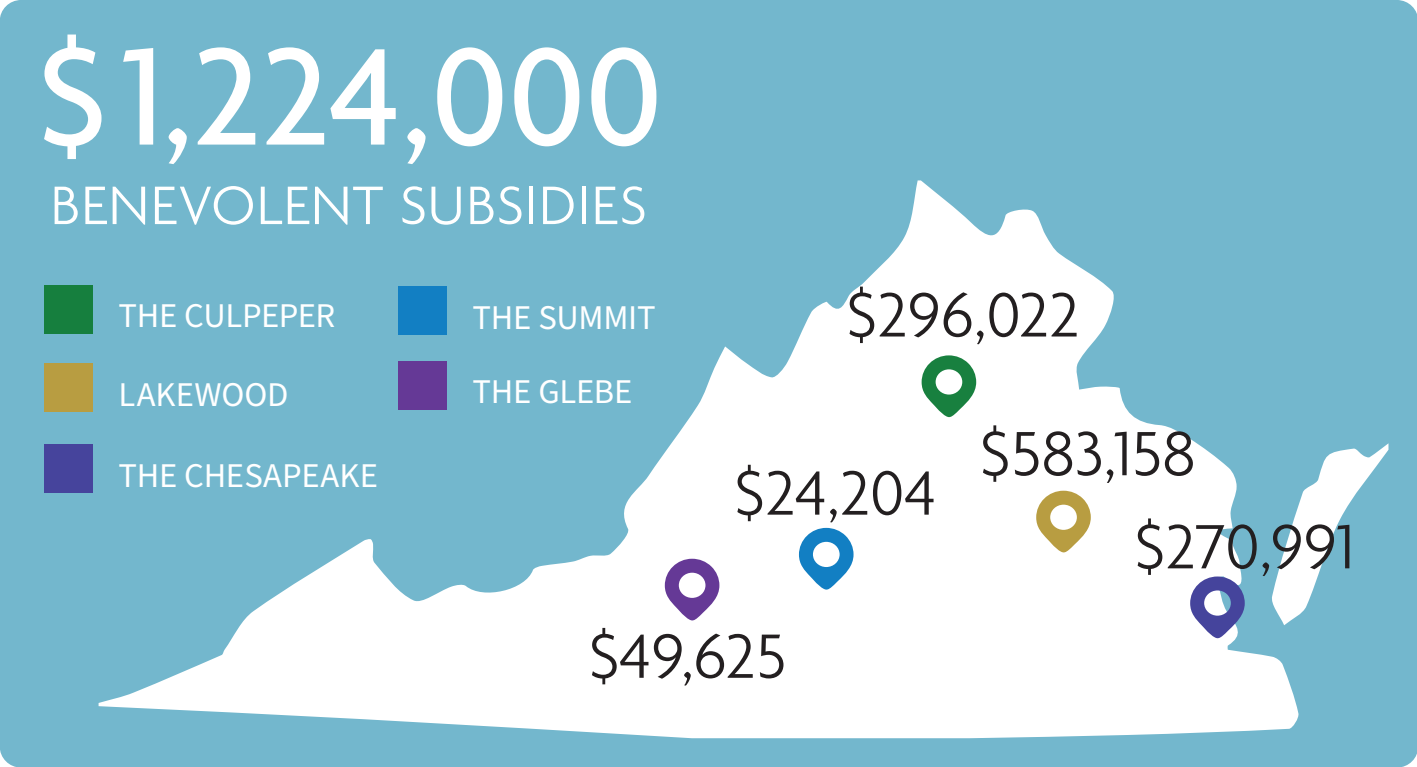 $1,224,000
BENEVOLENT SUBSIDIES
THE CULPEPER
LAKEWOOD
THE CHESAPEAKE
THE SUMMIT
THE GLEBE
$296,022
$583,158
$24,204
$270,991
$49,625